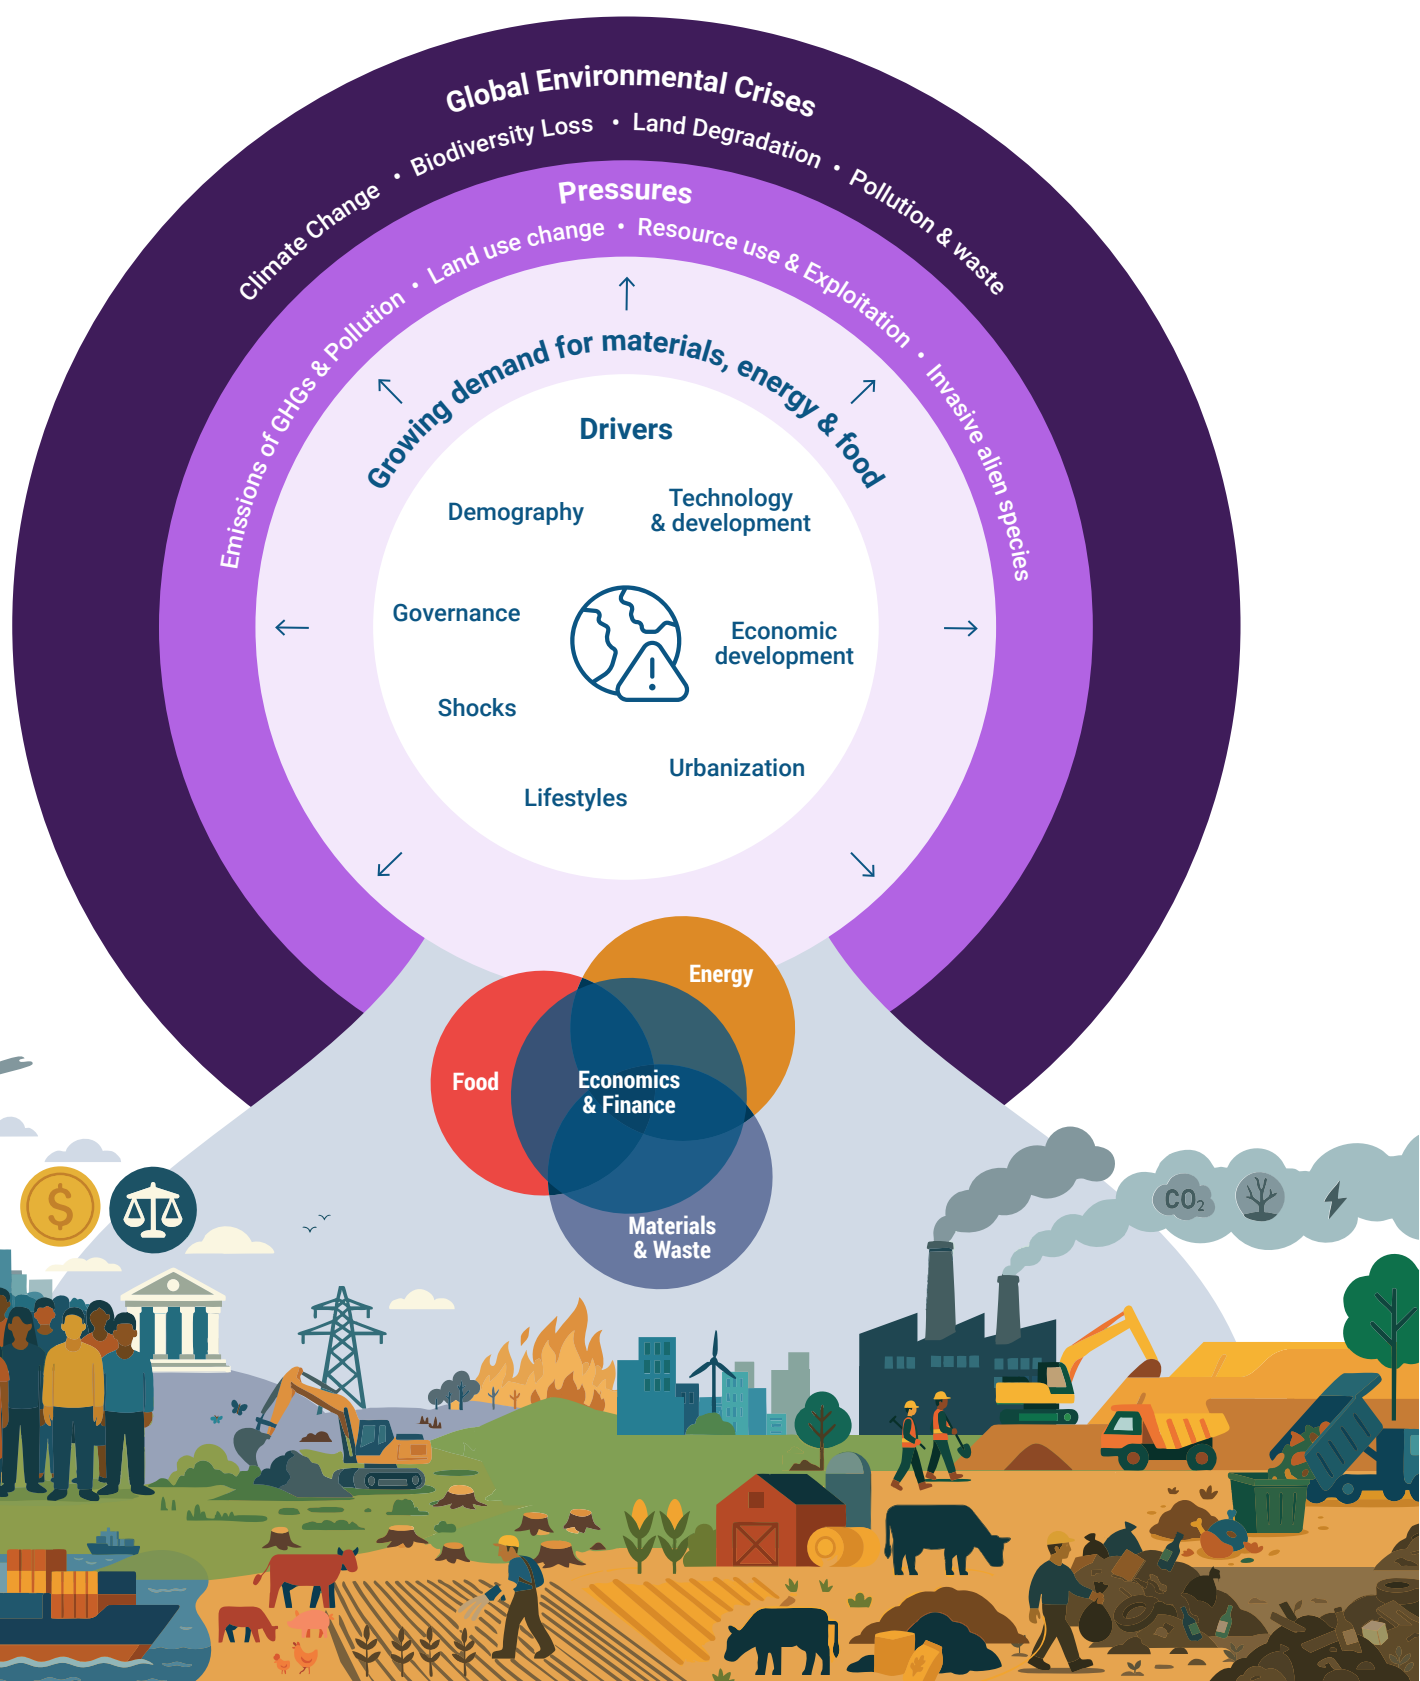 Global Environmental Crises
Climate Change • Biodiversity Loss • Land Degradation • Pollution & waste
Pressures
Emissions of GHGs & Pollution • Land use change • Resource use & Exploitation • Invasive alien species
Growing demand for materials, energy & food
Drivers
Demography
Technology
& development
Governance
Economic
development
Shocks
Urbanization
Lifestyles
Energy
Food
Economics
& Finance
Materials
& Waste
$
CO₂